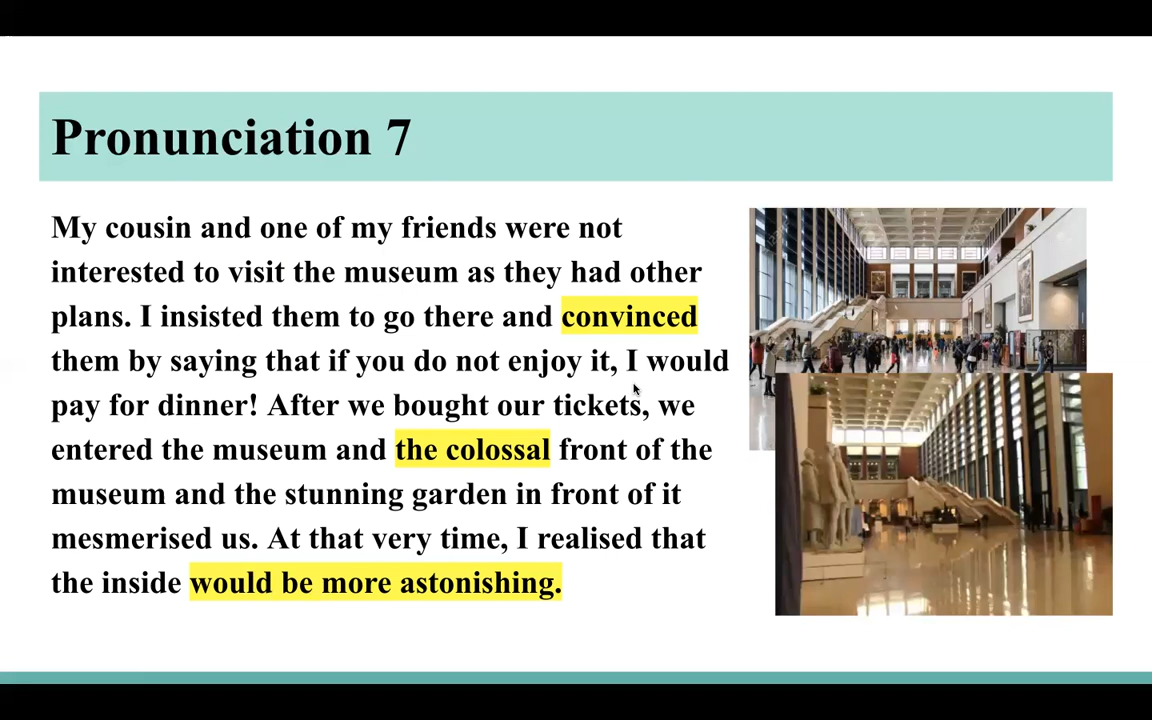 Pronunciation 7
My cousin and one of my friends were not
interested to visit the museum as they had other
plans. I insisted them to go there and convinced
them by saying that if you do not enjoy it, I would
pay for dinner! After we bought our tickets, we
entered the museum and the colossal front of the
museum and the stunning garden in front of it
mesmerised us. At that very time, I realised that
the inside would be more astonishing.